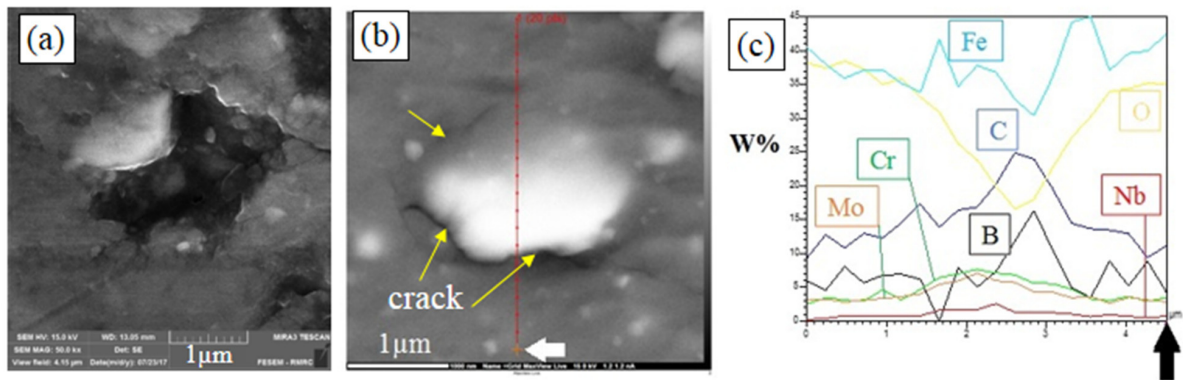 (a)
SEM HV: 15.0 kV
WD: 13.05 mm
MIRA3 TESCAN
SEM MAG: 50.0 kx
Det: SE
View field: 4.15 µm
Date(m/d/y): 07/23/17
1µm
FESEM - RMRC
(b)
(20 pts)
crack
1µm
(c)
W%
45
40
35
30
25
20
15
10
5
0
Fe
O
C
Cr
Mo
B
Nb
0
1
2
3
4
µm